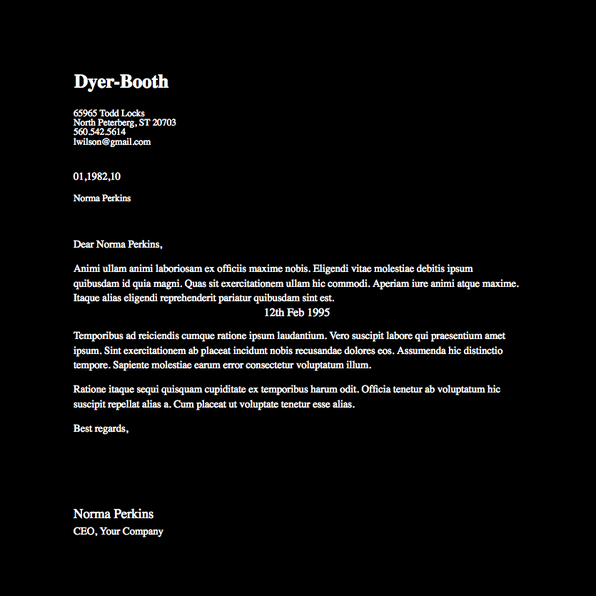 Dyer-Booth
65965 Todd Locks
North Peterberg, ST 20703
560.542.5614
lwilson@gmail.com
01,1982,10
Norma Perkins
Dear Norma Perkins,
Animi ullam animi laboriosam ex officiis maxime nobis. Eligendi vitae molestiae debitis ipsum
quibusdam id quia magni. Quas sit exercitationem ullam hic commodi. Aperiam iure animi atque maxime.
Itaque alias eligendi reprehenderit pariatur quibusdam sint est.
12th Feb 1995
Temporibus ad reiciendis cumque ratione ipsum laudantium. Vero suscipit labore qui praesentium amet
ipsum. Sint exercitationem ab placeat incidunt nobis recusandae dolores eos. Assumenda hic distinctio
tempore. Sapiente molestiae earum error consectetur voluptatum illum.
Ratione itaque sequi quisquam cupiditate ex temporibus harum odit. Officia tenetur ab voluptatum hic
suscipit repellat alias a. Cum placeat ut voluptate tenetur esse alias.
Best regards,
Norma Perkins
CEO, Your Company